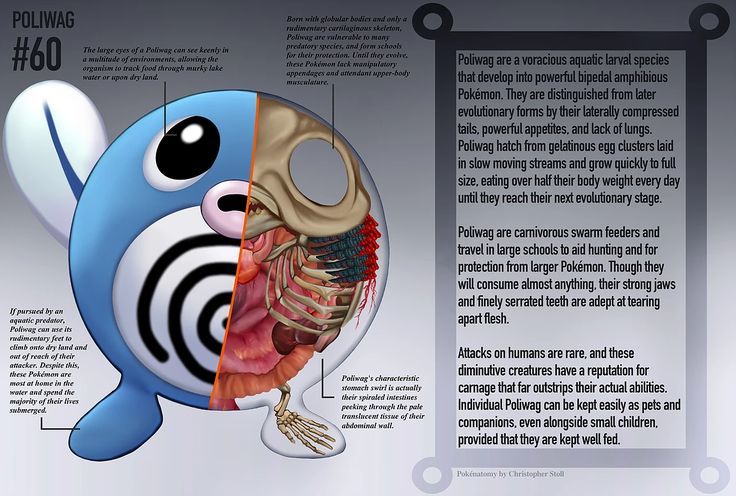 POLIWAG
#60
The large eyes of a Poliwag can see keenly in
a multitude of environments, allowing the
organism to track food through murky lake
water or upon dry land.
Born with globular bodies and only a
rudimentary cartilaginous skeleton,
Poliwag are vulnerable to many
predatory species, and form schools
for their protection. Until they evolve,
these Pokémon lack manipulatory
appendages and attendant upper-body
musculature.
If pursued by an
aquatic predator,
Poliwag can use its
rudimentary feet to
climb onto dry land and
out of reach of their
attacker. Despite this,
these Pokémon are
most at home in the
water and spend the
majority of their lives
submerged.
Poliwag's characteristic
stomach swirl is actually
their spiraled intestines
peeking through the pale
translucent tissue of their
abdominal wall.
Poliwag are a voracious aquatic larval species
that develop into powerful bipedal amphibious
Pokémon. They are distinguished from later
evolutionary forms by their laterally compressed
tails, powerful appetites, and lack of lungs.
Poliwag hatch from gelatinous egg clusters laid
in slow moving streams and grow quickly to full
size, eating over half their body weight every day
until they reach their next evolutionary stage.
Poliwag are carnivorous swarm feeders and
travel in large schools to aid hunting and for
protection from larger Pokémon. Though they
will consume almost anything, their strong jaws
and finely serrated teeth are adept at tearing
apart flesh.
Attacks on humans are rare, and these
diminutive creatures have a reputation for
carnage that far outstrips their actual abilities.
Individual Poliwag can be kept easily as pets and
companions, even alongside small children,
provided that they are kept well fed.
Pokénatomy by Christopher Stoll